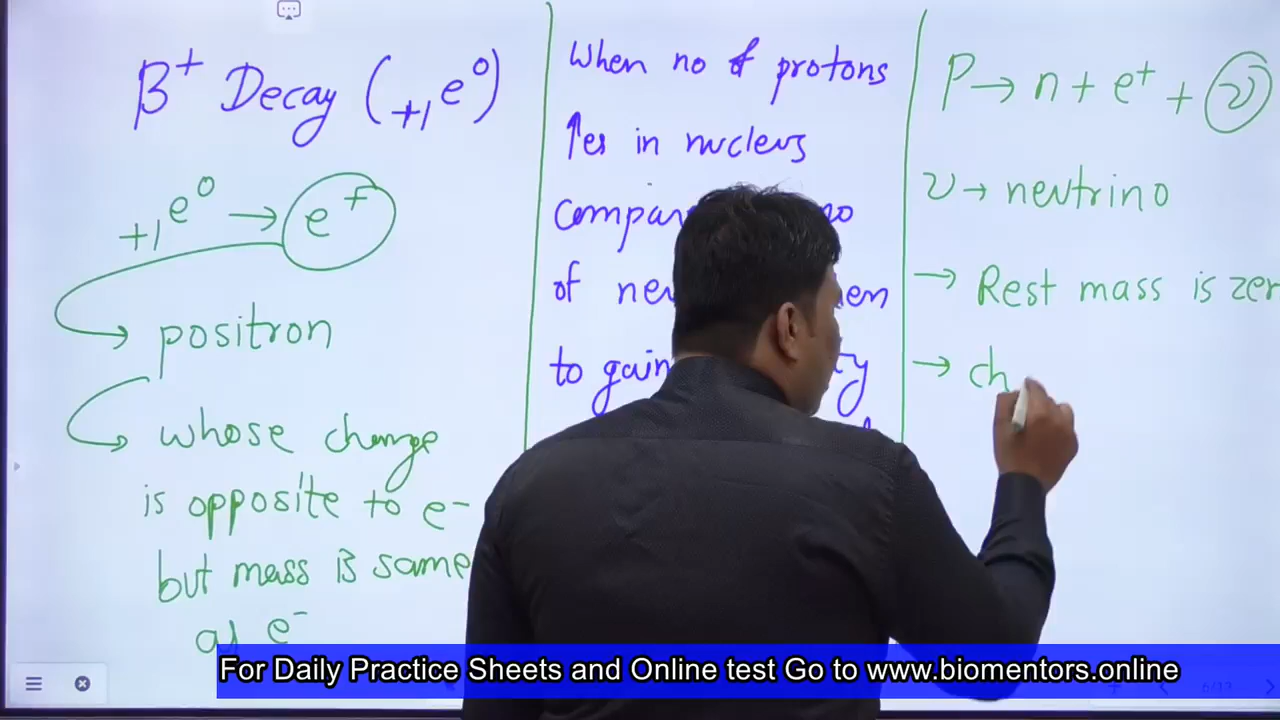 β⁺ Decay (₊₁e⁰)
₊₁e⁰ → e⁺
positron
whose charge
is opposite to e⁻
but mass is same
as e⁻
When no of protons
↑es in nucleus
no
of
to gain
P → n + e⁺ + ν
ν → neutrino
→ Rest mass is zer
→ ch
For Daily Practice Sheets and Online test Go to www.biomentors.online